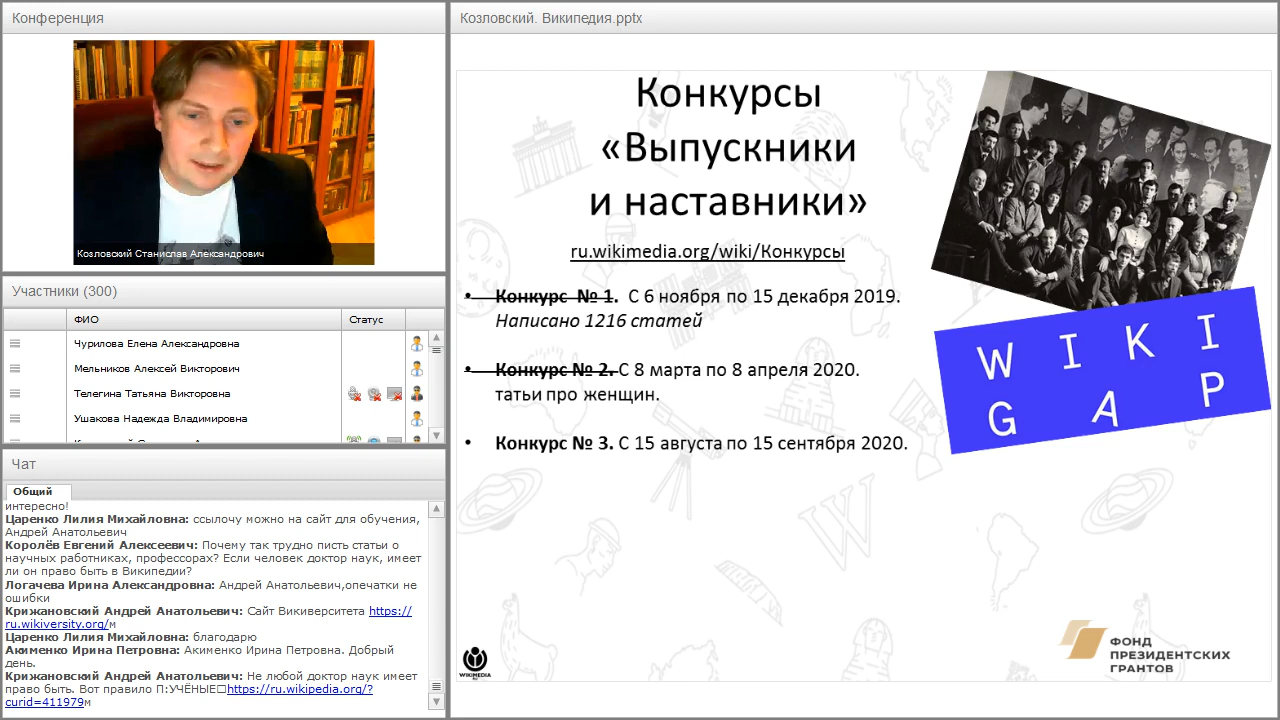 Конференция
Козловский Станислав Александрович
Участники (300)
ФИО
Статус
Чурилова Елена Александровна
Мельников Алексей Викторович
Телегина Татьяна Викторовна
Ушакова Надежда Владимировна
Чат
Общий
интересно!
Царенко Лилия Михайловна: ссылочу можно на сайт для обучения,
Андрей Анатольевич
Королёв Евгений Алексеевич: Почему так трудно писть статьи о
научных работниках, профессорах? Если человек доктор наук, имеет
ли он право быть в Википедии?
Логачева Ирина Александровна: Андрей Анатольевич,опечатки не
ошибки
Крижановский Андрей Анатольевич: Сайт Викиверситета https://
ru.wikiversity.org/м
Царенко Лилия Михайловна: благодарю
Акименко Ирина Петровна: Акименко Ирина Петровна. Добрый
день.
Крижановский Андрей Анатольевич: Не любой доктор наук имеет
право быть. Вот правило https://ru.wikipedia.org/?
curid=411979м
Козловский. Википедия.pptx
Конкурсы
«Выпускники
и наставники»
ru.wikimedia.org/wiki/Конкурсы
• Конкурс № 1. С 6 ноября по 15 декабря 2019.
Написано 1216 статей
• Конкурс № 2. С 8 марта по 8 апреля 2020.
татьи про женщин.
• Конкурс № 3. С 15 августа по 15 сентября 2020.
WIKI
GAP
WIKIMEDIA
RU
ФОНД
ПРЕЗИДЕНТСКИХ
ГРАНТОВ